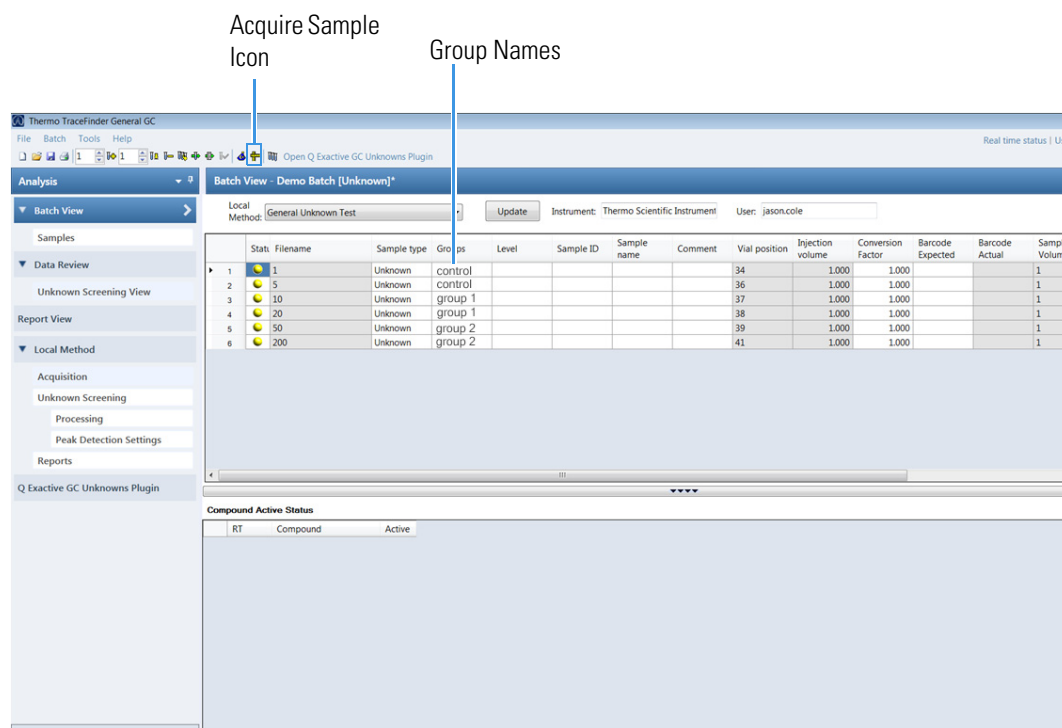 Acquire Sample
Icon
Group Names
Thermo TraceFinder General GC
File Batch Tools Help
1 1 Open Q Exactive GC Unknowns Plugin
Real time status | U
Analysis
Batch View - Demo Batch [Unknown]*
Batch View
Samples
Data Review
Unknown Screening View
Report View
Local Method
Acquisition
Unknown Screening
Processing
Peak Detection Settings
Reports
Q Exactive GC Unknowns Plugin
Local
Method: General Unknown Test Update Instrument: Thermo Scientific Instrument User: jason.cole
Statu Filename Sample type Groups Level Sample ID Sample name Comment Vial position Injection volume Conversion Factor Barcode Expected Barcode Actual Samp Volum
1 1 Unknown control 34 1.000 1.000 1
2 5 Unknown control 36 1.000 1.000 1
3 10 Unknown group 1 37 1.000 1.000 1
4 20 Unknown group 1 38 1.000 1.000 1
5 50 Unknown group 2 39 1.000 1.000 1
6 200 Unknown group 2 41 1.000 1.000 1
Compound Active Status
RT Compound Active